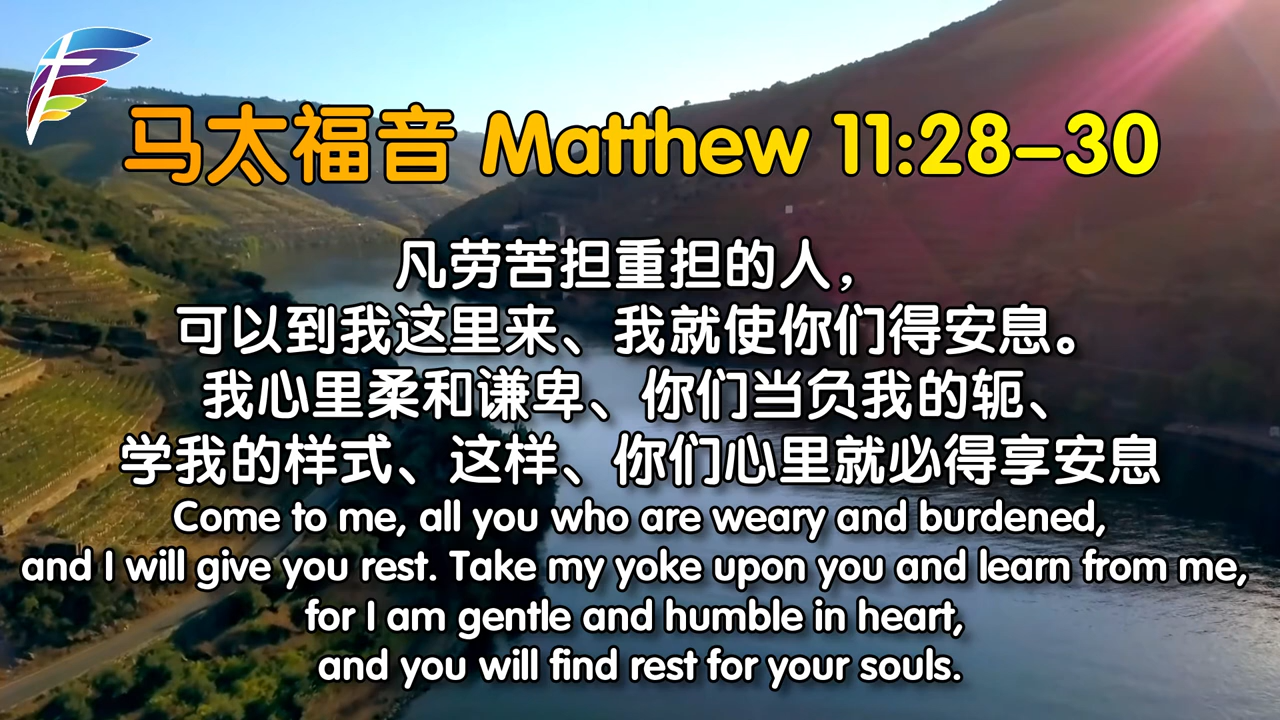 马太福音 Matthew 11:28–30
凡劳苦担重担的人，
可以到我这里来、我就使你们得安息。
我心里柔和谦卑、你们当负我的轭、
学我的样式、这样、你们心里就必得享安息
Come to me, all you who are weary and burdened,
and I will give you rest. Take my yoke upon you and learn from me,
for I am gentle and humble in heart,
and you will find rest for your souls.